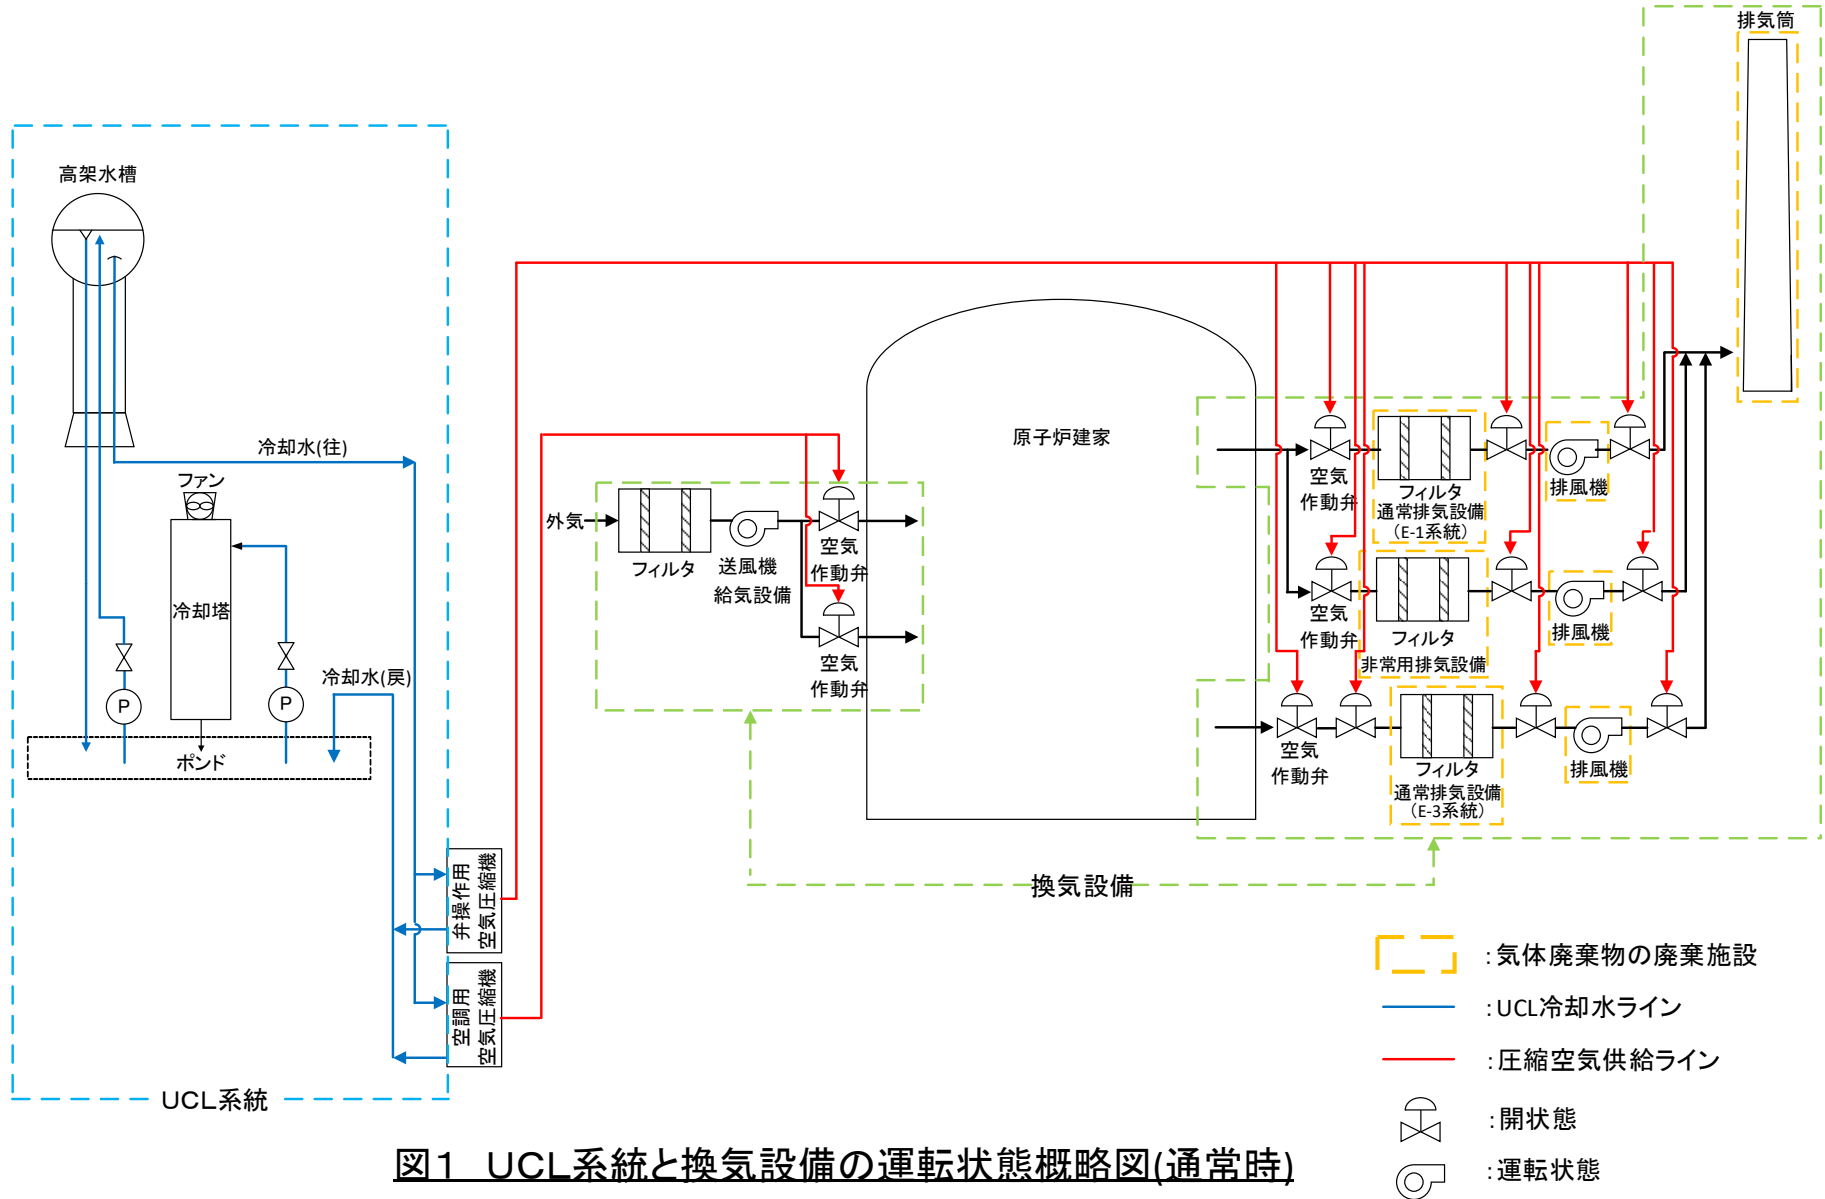 排気筒
高架水槽
冷却水(往)
ファン
冷却塔
冷却水(戻)
P
P
ポンド
外気
フィルタ
送風機
給気設備
空気
作動弁
空気
作動弁
原子炉建家
空気
作動弁
フィルタ
通常排気設備
(E-1系統)
排風機
空気
作動弁
フィルタ
非常用排気設備
排風機
空気
作動弁
フィルタ
通常排気設備
(E-3系統)
排風機
弁操作用
空気圧縮機
空調用
空気圧縮機
換気設備
UCL系統
:気体廃棄物の廃棄施設
:UCL冷却水ライン
:圧縮空気供給ライン
:開状態
:運転状態
図1 UCL系統と換気設備の運転状態概略図(通常時)